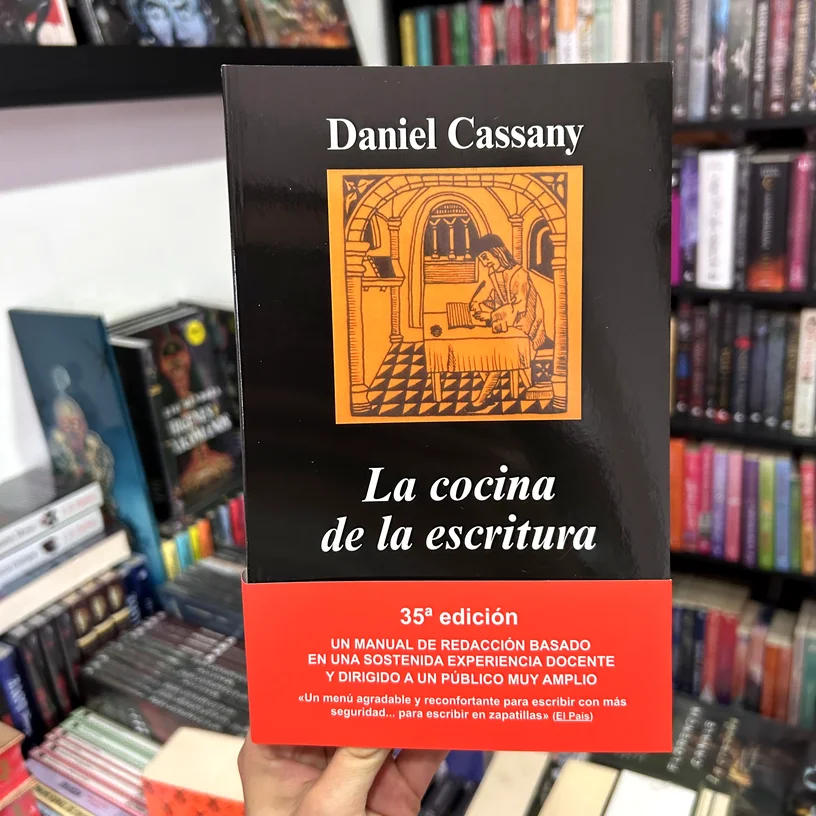 Daniel Cassany
La cocina
de la escritura
35ª edición
UN MANUAL DE REDACCIÓN BASADO
EN UNA SOSTENIDA EXPERIENCIA DOCENTE
Y DIRIGIDO A UN PÚBLICO MUY AMPLIO
«Un menú agradable y reconfortante para escribir con más
seguridad... para escribir en zapatillas» (El País)